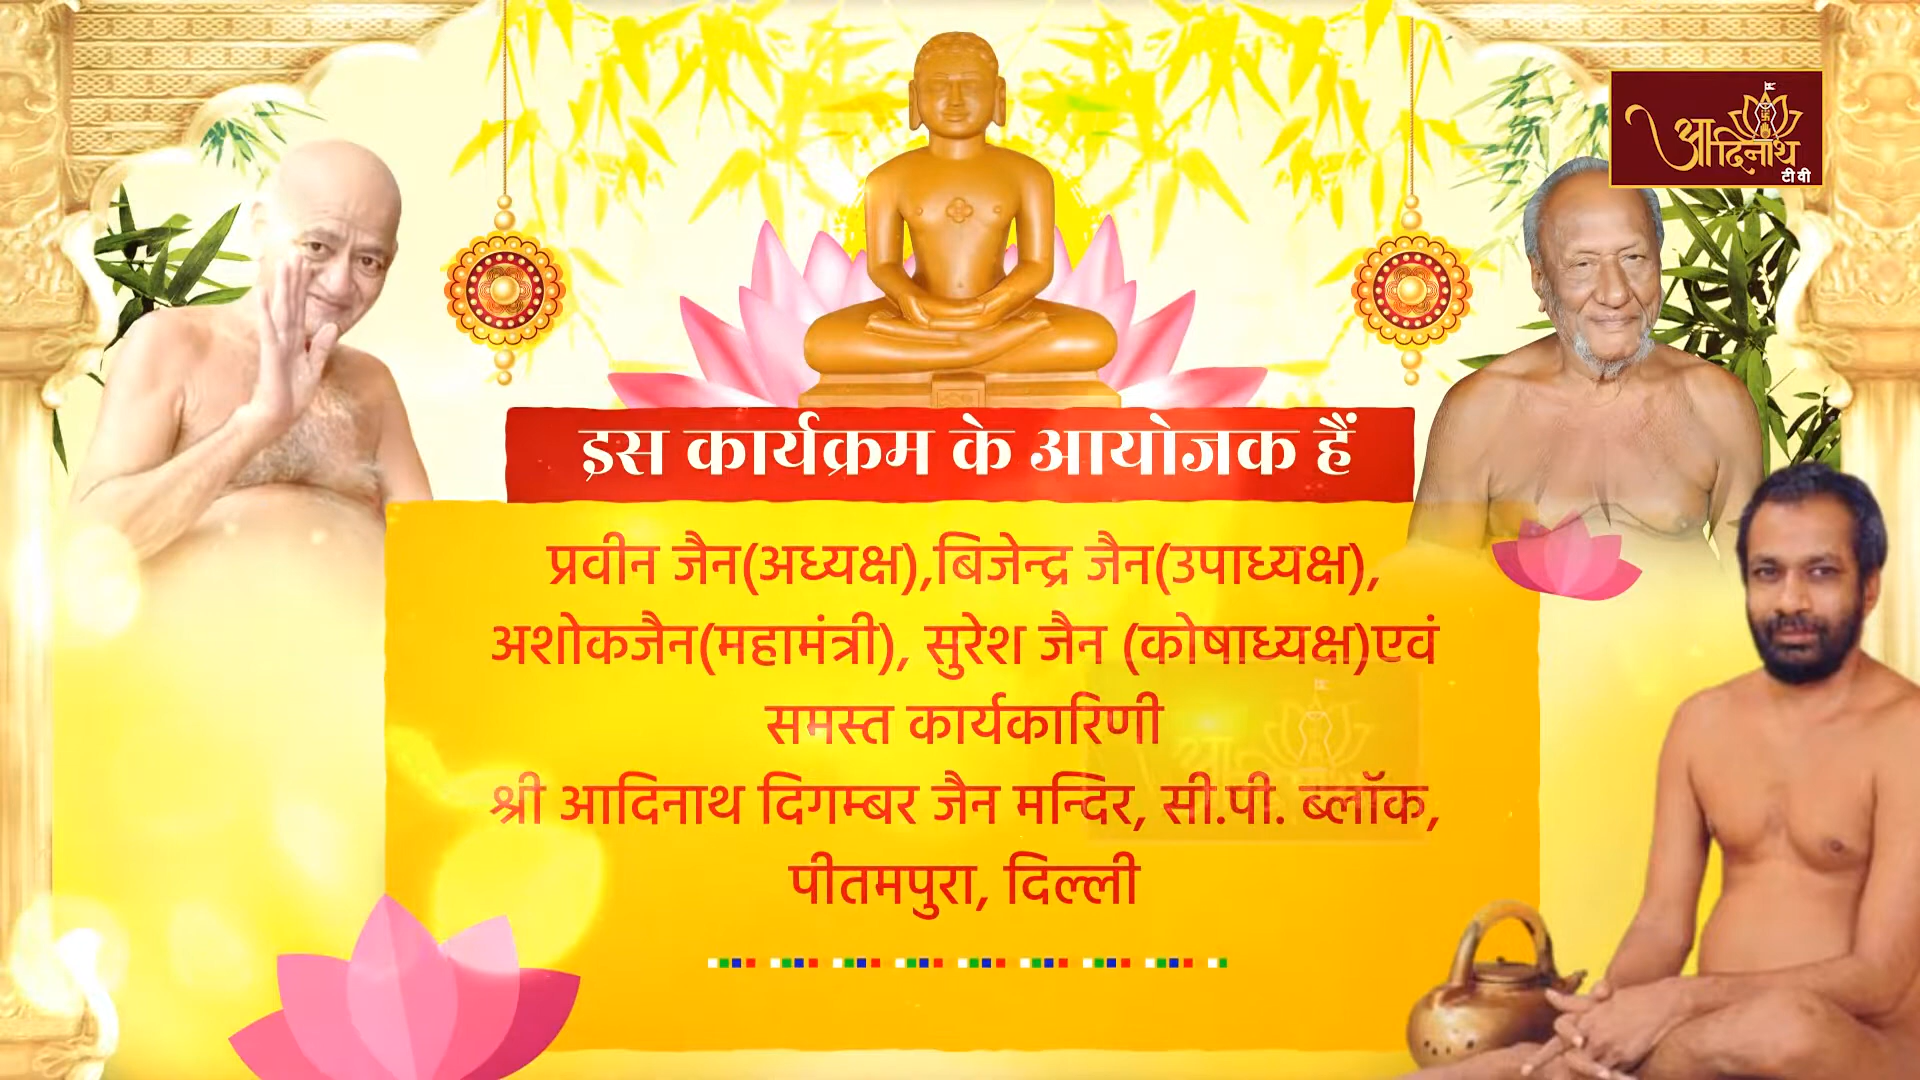 आदिनाथ
टीवी
इस कार्यक्रम के आयोजक हैं
प्रवीन जैन(अध्यक्ष),बिजेन्द्र जैन(उपाध्यक्ष),
अशोकजैन(महामंत्री), सुरेश जैन (कोषाध्यक्ष)एवं
समस्त कार्यकारिणी
श्री आदिनाथ दिगम्बर जैन मन्दिर, सी.पी. ब्लॉक,
पीतमपुरा, दिल्ली